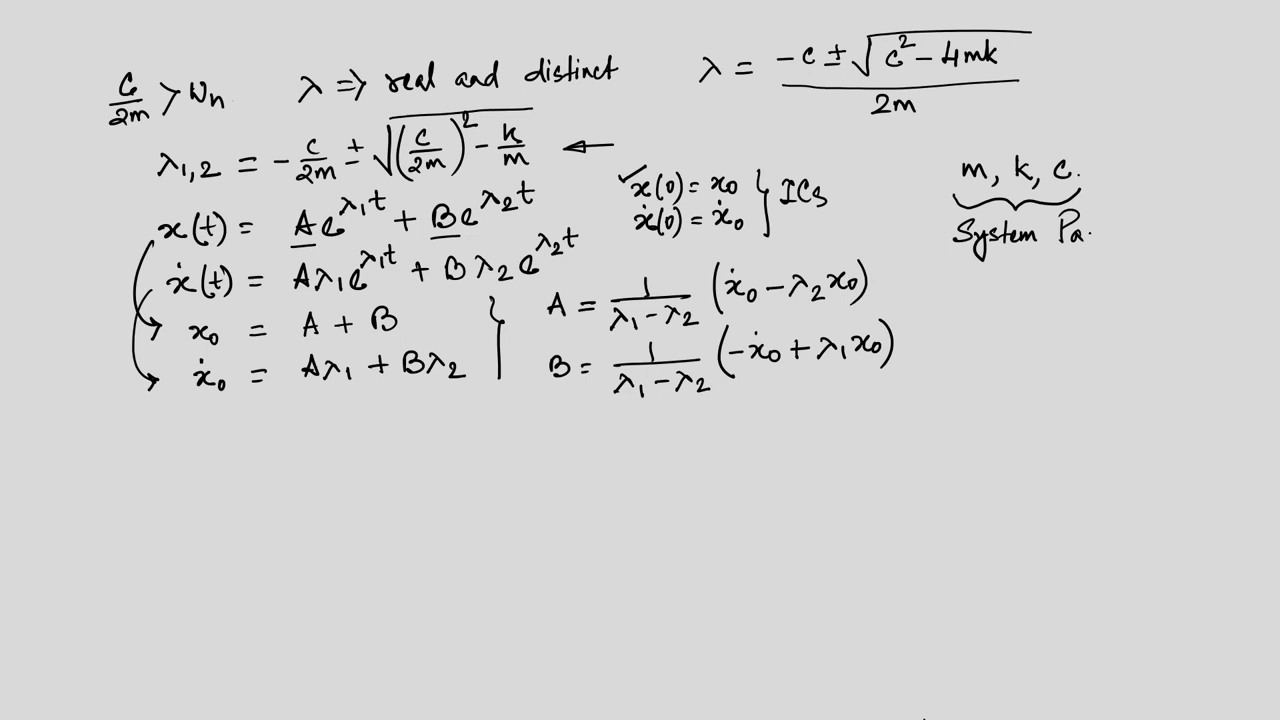 c/2m > ωn λ => real and distinct λ = (-c ± √(c² - 4mk)) / 2m
λ1,2 = -c/2m ± √((c/2m)² - k/m) ←
m, k, c.
✓x(0) = x0
ẋ(0) = ẋ0 } ICs
System Pa.
x(t) = Ae^λ1t + Be^λ2t
ẋ(t) = Aλ1e^λ1t + Bλ2e^λ2t
x0 = A + B
ẋ0 = Aλ1 + Bλ2
A = 1/(λ1 - λ2) (ẋ0 - λ2x0)
B = 1/(λ1 - λ2) (-ẋ0 + λ1x0)